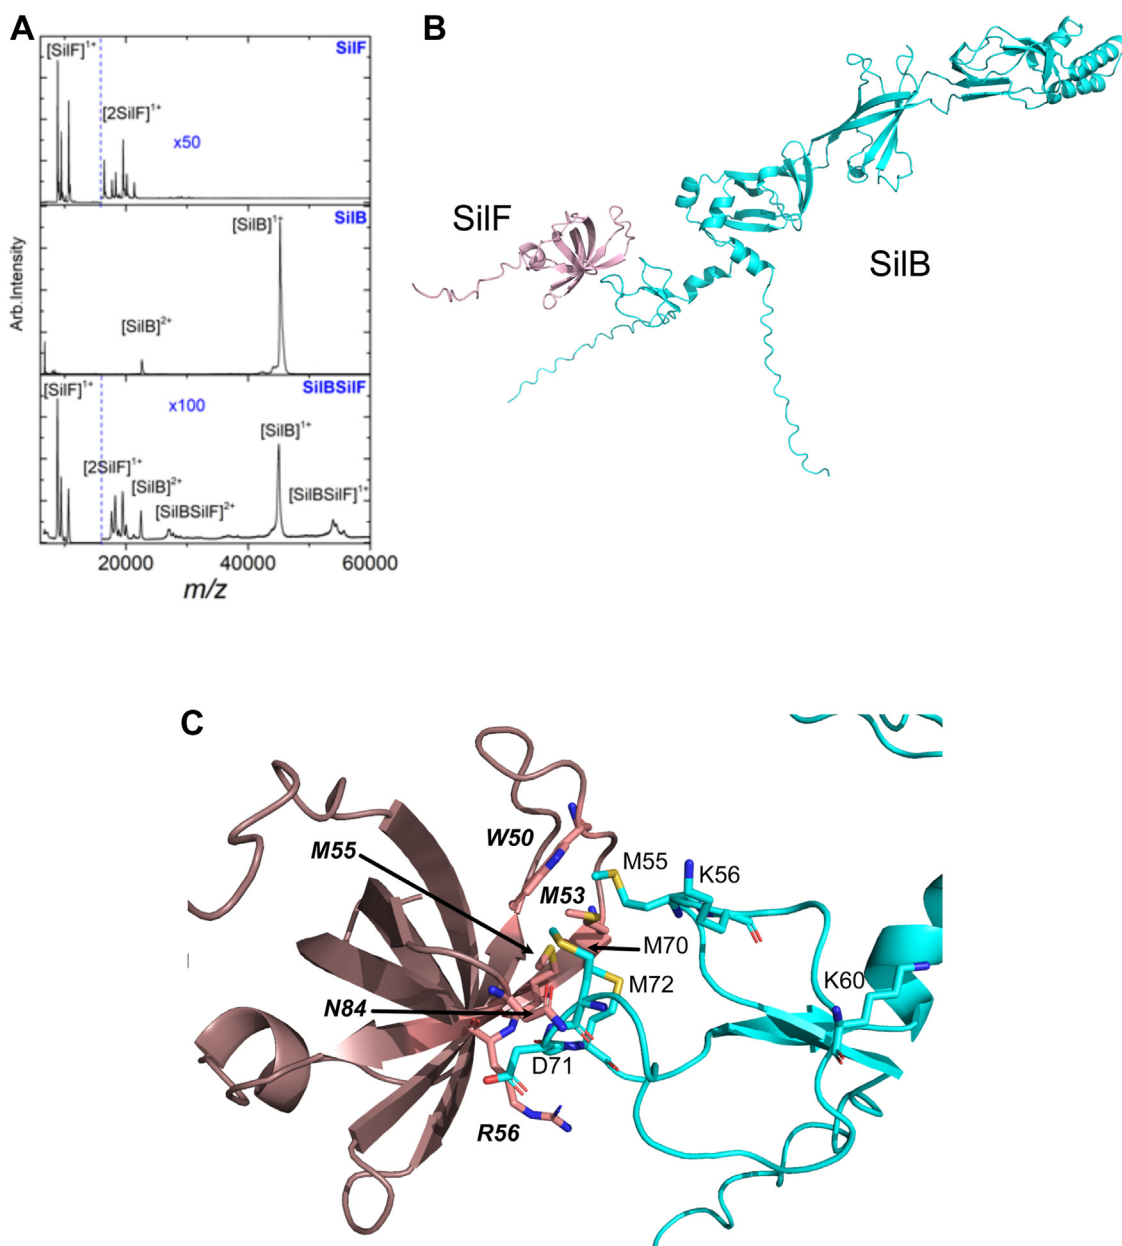 A
B
[SilF]¹⁺
SilF
[2SilF]¹⁺
x50
[SilB]¹⁺
SilB
[SilB]²⁺
[SilF]¹⁺
SilBSilF
x100
[SilB]¹⁺
[2SilF]¹⁺
[SilB]²⁺
[SilBSilF]¹⁺
[SilBSilF]²⁺
Arb.Intensity
20000 40000 60000
m/z
SilF
SilB
C
W50
M55
M55
K56
M53
M70
M72
K60
N84
D71
R56